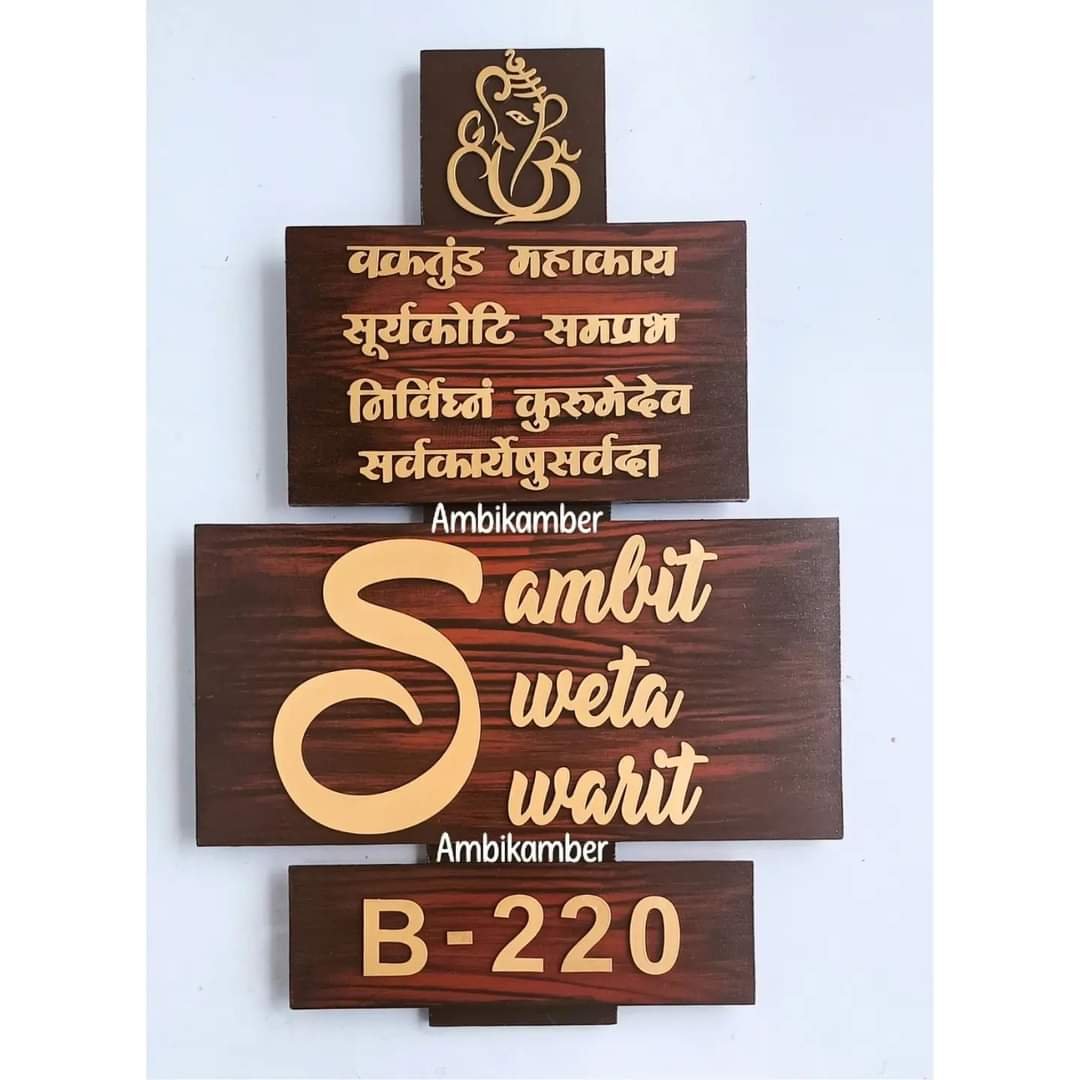 वक्रतुंड महाकाय
सूर्यकोटि समप्रभ
निर्विघ्नं कुरुमेदेव
सर्वकार्येषुसर्वदा
Ambikamber
Sambit
Sweta
Swarit
Ambikamber
B-220